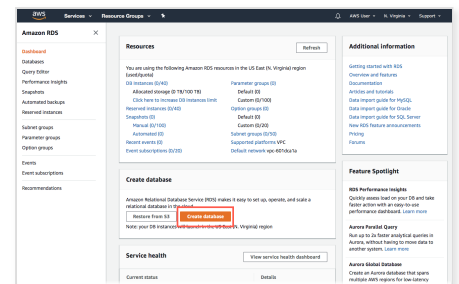 aws
Services
Resource Groups
AWS User
N. Virginia
Support
Amazon RDS
Dashboard
Databases
Query Editor
Performance Insights
Snapshots
Automated backups
Reserved instances
Subnet groups
Parameter groups
Option groups
Events
Event subscriptions
Recommendations
Resources
Refresh
You are using the following Amazon RDS resources in the US East (N. Virginia) region
(used/quota)
DB Instances (0/40)
Allocated storage (0 TB/100 TB)
Click here to increase DB instances limit
Reserved instances (0/40)
Snapshots (0)
Manual (0/100)
Automated (0)
Recent events (0)
Event subscriptions (0/20)
Parameter groups (0)
Default (0)
Custom (0/100)
Option groups (0)
Default (0)
Custom (0/20)
Subnet groups (0/50)
Supported platforms VPC
Default network vpc-601dca1a
Create database
Amazon Relational Database Service (RDS) makes it easy to set up, operate, and scale a
relational database in the cloud.
Restore from S3
Create database
Note: your DB instances will launch in the US East (N. Virginia) region
Service health
View service health dashboard
Current status
Details
Additional information
Getting started with RDS
Overview and features
Documentation
Articles and tutorials
Data import guide for MySQL
Data import guide for Oracle
Data import guide for SQL Server
New RDS feature announcements
Pricing
Forums
Feature Spotlight
RDS Performance Insights
Quickly assess load on your DB and take
faster action with an easy-to-use
performance dashboard. Learn more
Aurora Parallel Query
Run up to 2x faster analytical queries in
Aurora, without having to move data to
another system. Learn more
Aurora Global Database
Create an Aurora database that spans
multiple AWS regions for low-latency